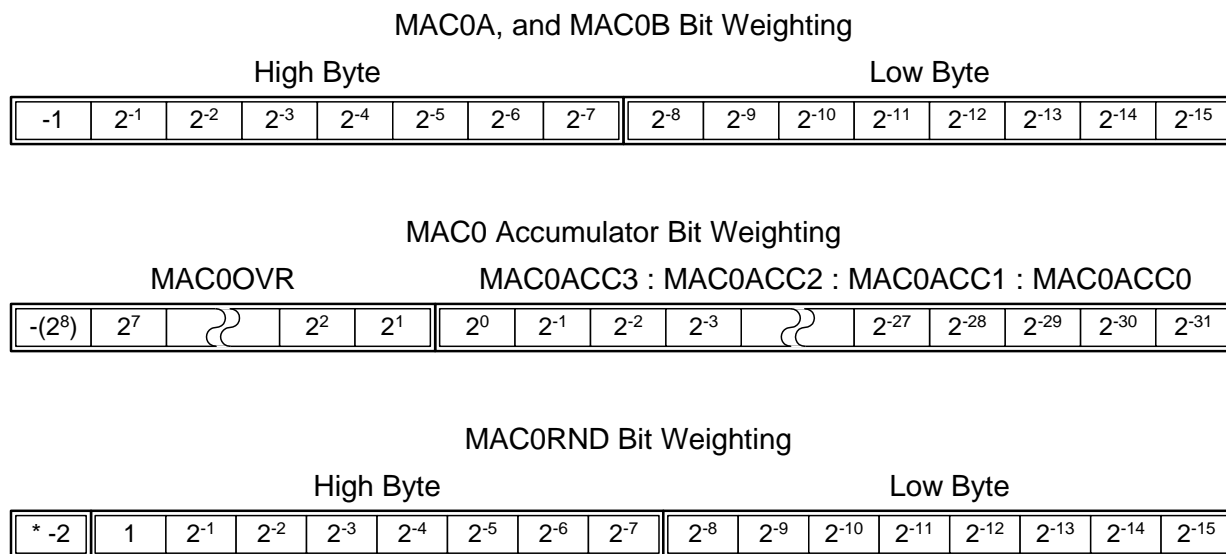 MAC0A, and MAC0B Bit Weighting
High Byte Low Byte
-1 2⁻¹ 2⁻² 2⁻³ 2⁻⁴ 2⁻⁵ 2⁻⁶ 2⁻⁷ 2⁻⁸ 2⁻⁹ 2⁻¹⁰ 2⁻¹¹ 2⁻¹² 2⁻¹³ 2⁻¹⁴ 2⁻¹⁵
MAC0 Accumulator Bit Weighting
MAC0OVR MAC0ACC3 : MAC0ACC2 : MAC0ACC1 : MAC0ACC0
-(2⁸) 2⁷ 2² 2¹ 2⁰ 2⁻¹ 2⁻² 2⁻³ 2⁻²⁷ 2⁻²⁸ 2⁻²⁹ 2⁻³⁰ 2⁻³¹
MAC0RND Bit Weighting
High Byte Low Byte
* -2 1 2⁻¹ 2⁻² 2⁻³ 2⁻⁴ 2⁻⁵ 2⁻⁶ 2⁻⁷ 2⁻⁸ 2⁻⁹ 2⁻¹⁰ 2⁻¹¹ 2⁻¹² 2⁻¹³ 2⁻¹⁴ 2⁻¹⁵